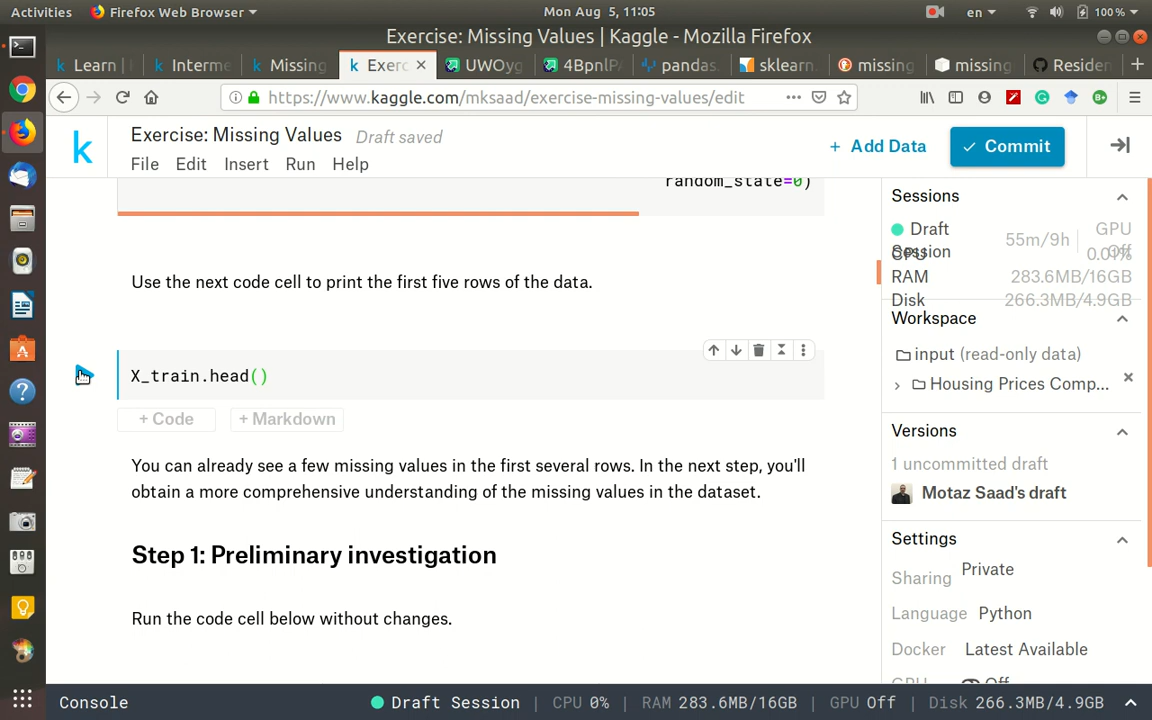 Activities Firefox Web Browser Mon Aug 5, 11:05 en 100%
Exercise: Missing Values | Kaggle - Mozilla Firefox
Learn | Interme Missing Exerc UWOyg 4BpnlP pandas. sklearn. missing missing Residen
https://www.kaggle.com/mksaad/exercise-missing-values/edit
Exercise: Missing Values Draft saved
File Edit Insert Run Help
+ Add Data
Commit
random_state=0)
Use the next code cell to print the first five rows of the data.
X_train.head()
+ Code + Markdown
You can already see a few missing values in the first several rows. In the next step, you'll
obtain a more comprehensive understanding of the missing values in the dataset.
Step 1: Preliminary investigation
Run the code cell below without changes.
Sessions
Draft Session 55m/9h GPU Off
CPU 0.01%
RAM 283.6MB/16GB
Disk 266.3MB/4.9GB
Workspace
input (read-only data)
Housing Prices Comp...
Versions
1 uncommitted draft
Motaz Saad's draft
Settings
Sharing Private
Language Python
Docker Latest Available
GPU Off
Console Draft Session | CPU 0% | RAM 283.6MB/16GB | GPU Off | Disk 266.3MB/4.9GB